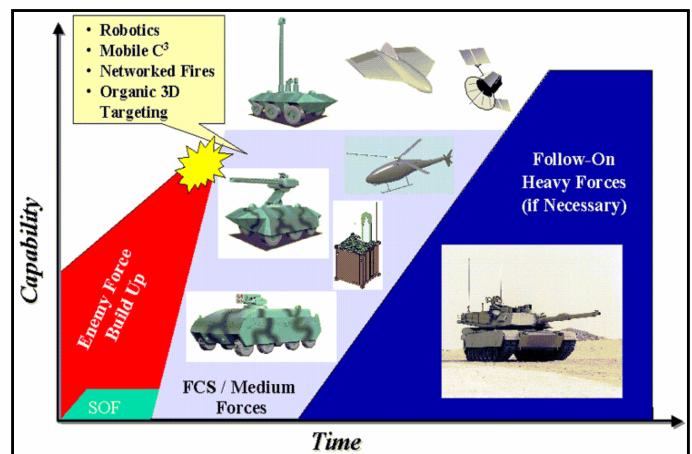 • Robotics
• Mobile C³
• Networked Fires
• Organic 3D
Targeting
Capability
Enemy Force
Build Up
SOF
FCS / Medium
Forces
Follow-On
Heavy Forces
(if Necessary)
Time